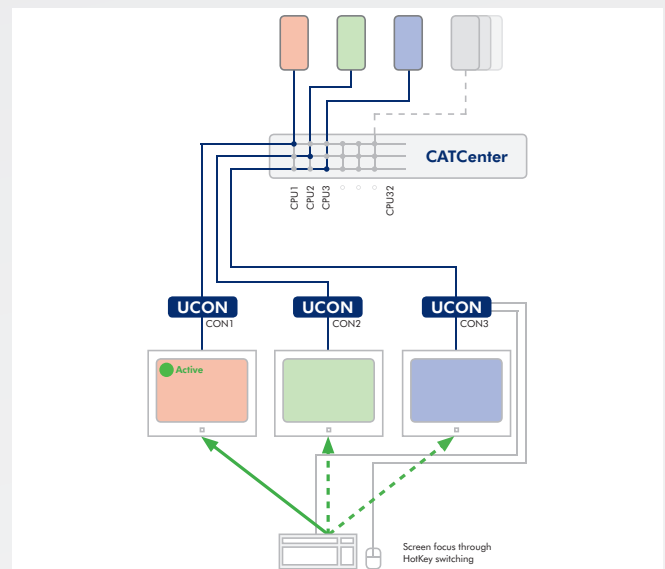 CATCenter
CPU1
CPU2
CPU3
CPU32
UCON
UCON
UCON
CON1
CON2
CON3
Active
Screen focus through
HotKey switching